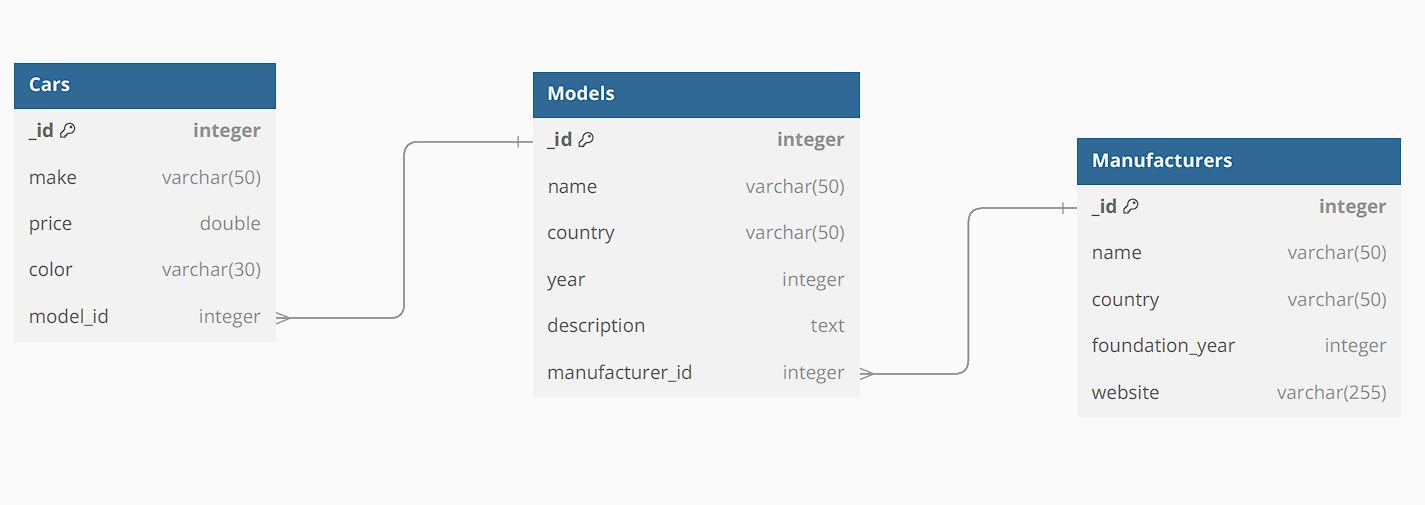 Cars
_id integer
make varchar(50)
price double
color varchar(30)
model_id integer
Models
_id integer
name varchar(50)
country varchar(50)
year integer
description text
manufacturer_id integer
Manufacturers
_id integer
name varchar(50)
country varchar(50)
foundation_year integer
website varchar(255)